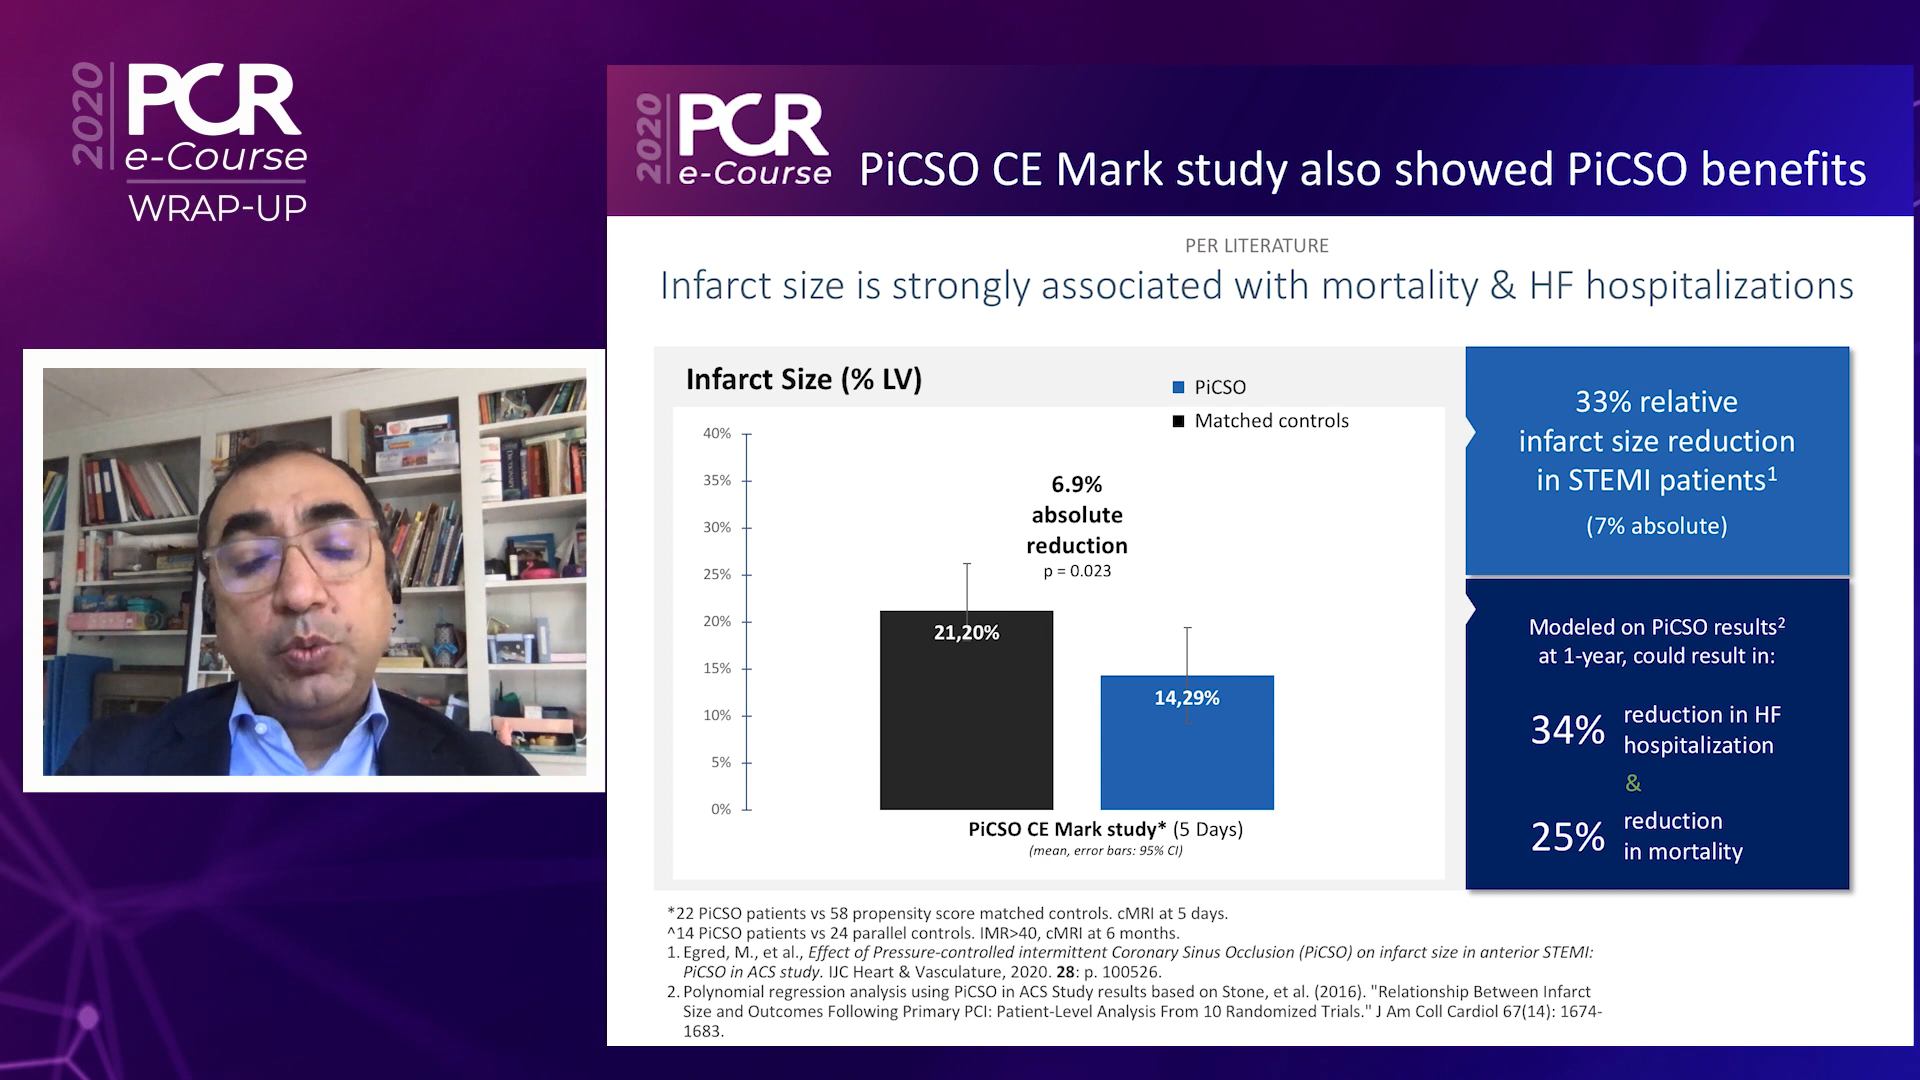 2020
PCR
e-Course
WRAP-UP
2020
PCR
e-Course
PiCSO CE Mark study also showed PiCSO benefits
PER LITERATURE
Infarct size is strongly associated with mortality & HF hospitalizations
Infarct Size (% LV)
PiCSO
Matched controls
40%
35%
30%
25%
20%
15%
10%
5%
0%
6.9%
absolute
reduction
p = 0.023
21,20%
14,29%
PiCSO CE Mark study* (5 Days)
(mean, error bars: 95% CI)
33% relative
infarct size reduction
in STEMI patients¹
(7% absolute)
Modeled on PiCSO results²
at 1-year, could result in:
34% reduction in HF
hospitalization
&
25% reduction
in mortality
*22 PiCSO patients vs 58 propensity score matched controls. cMRI at 5 days.
^14 PiCSO patients vs 24 parallel controls. IMR>40, cMRI at 6 months.
1. Egred, M., et al., Effect of Pressure-controlled intermittent Coronary Sinus Occlusion (PiCSO) on infarct size in anterior STEMI:
PiCSO in ACS study. IJC Heart & Vasculature, 2020. 28: p. 100526.
2. Polynomial regression analysis using PiCSO in ACS Study results based on Stone, et al. (2016). "Relationship Between Infarct
Size and Outcomes Following Primary PCI: Patient-Level Analysis From 10 Randomized Trials." J Am Coll Cardiol 67(14): 1674-
1683.